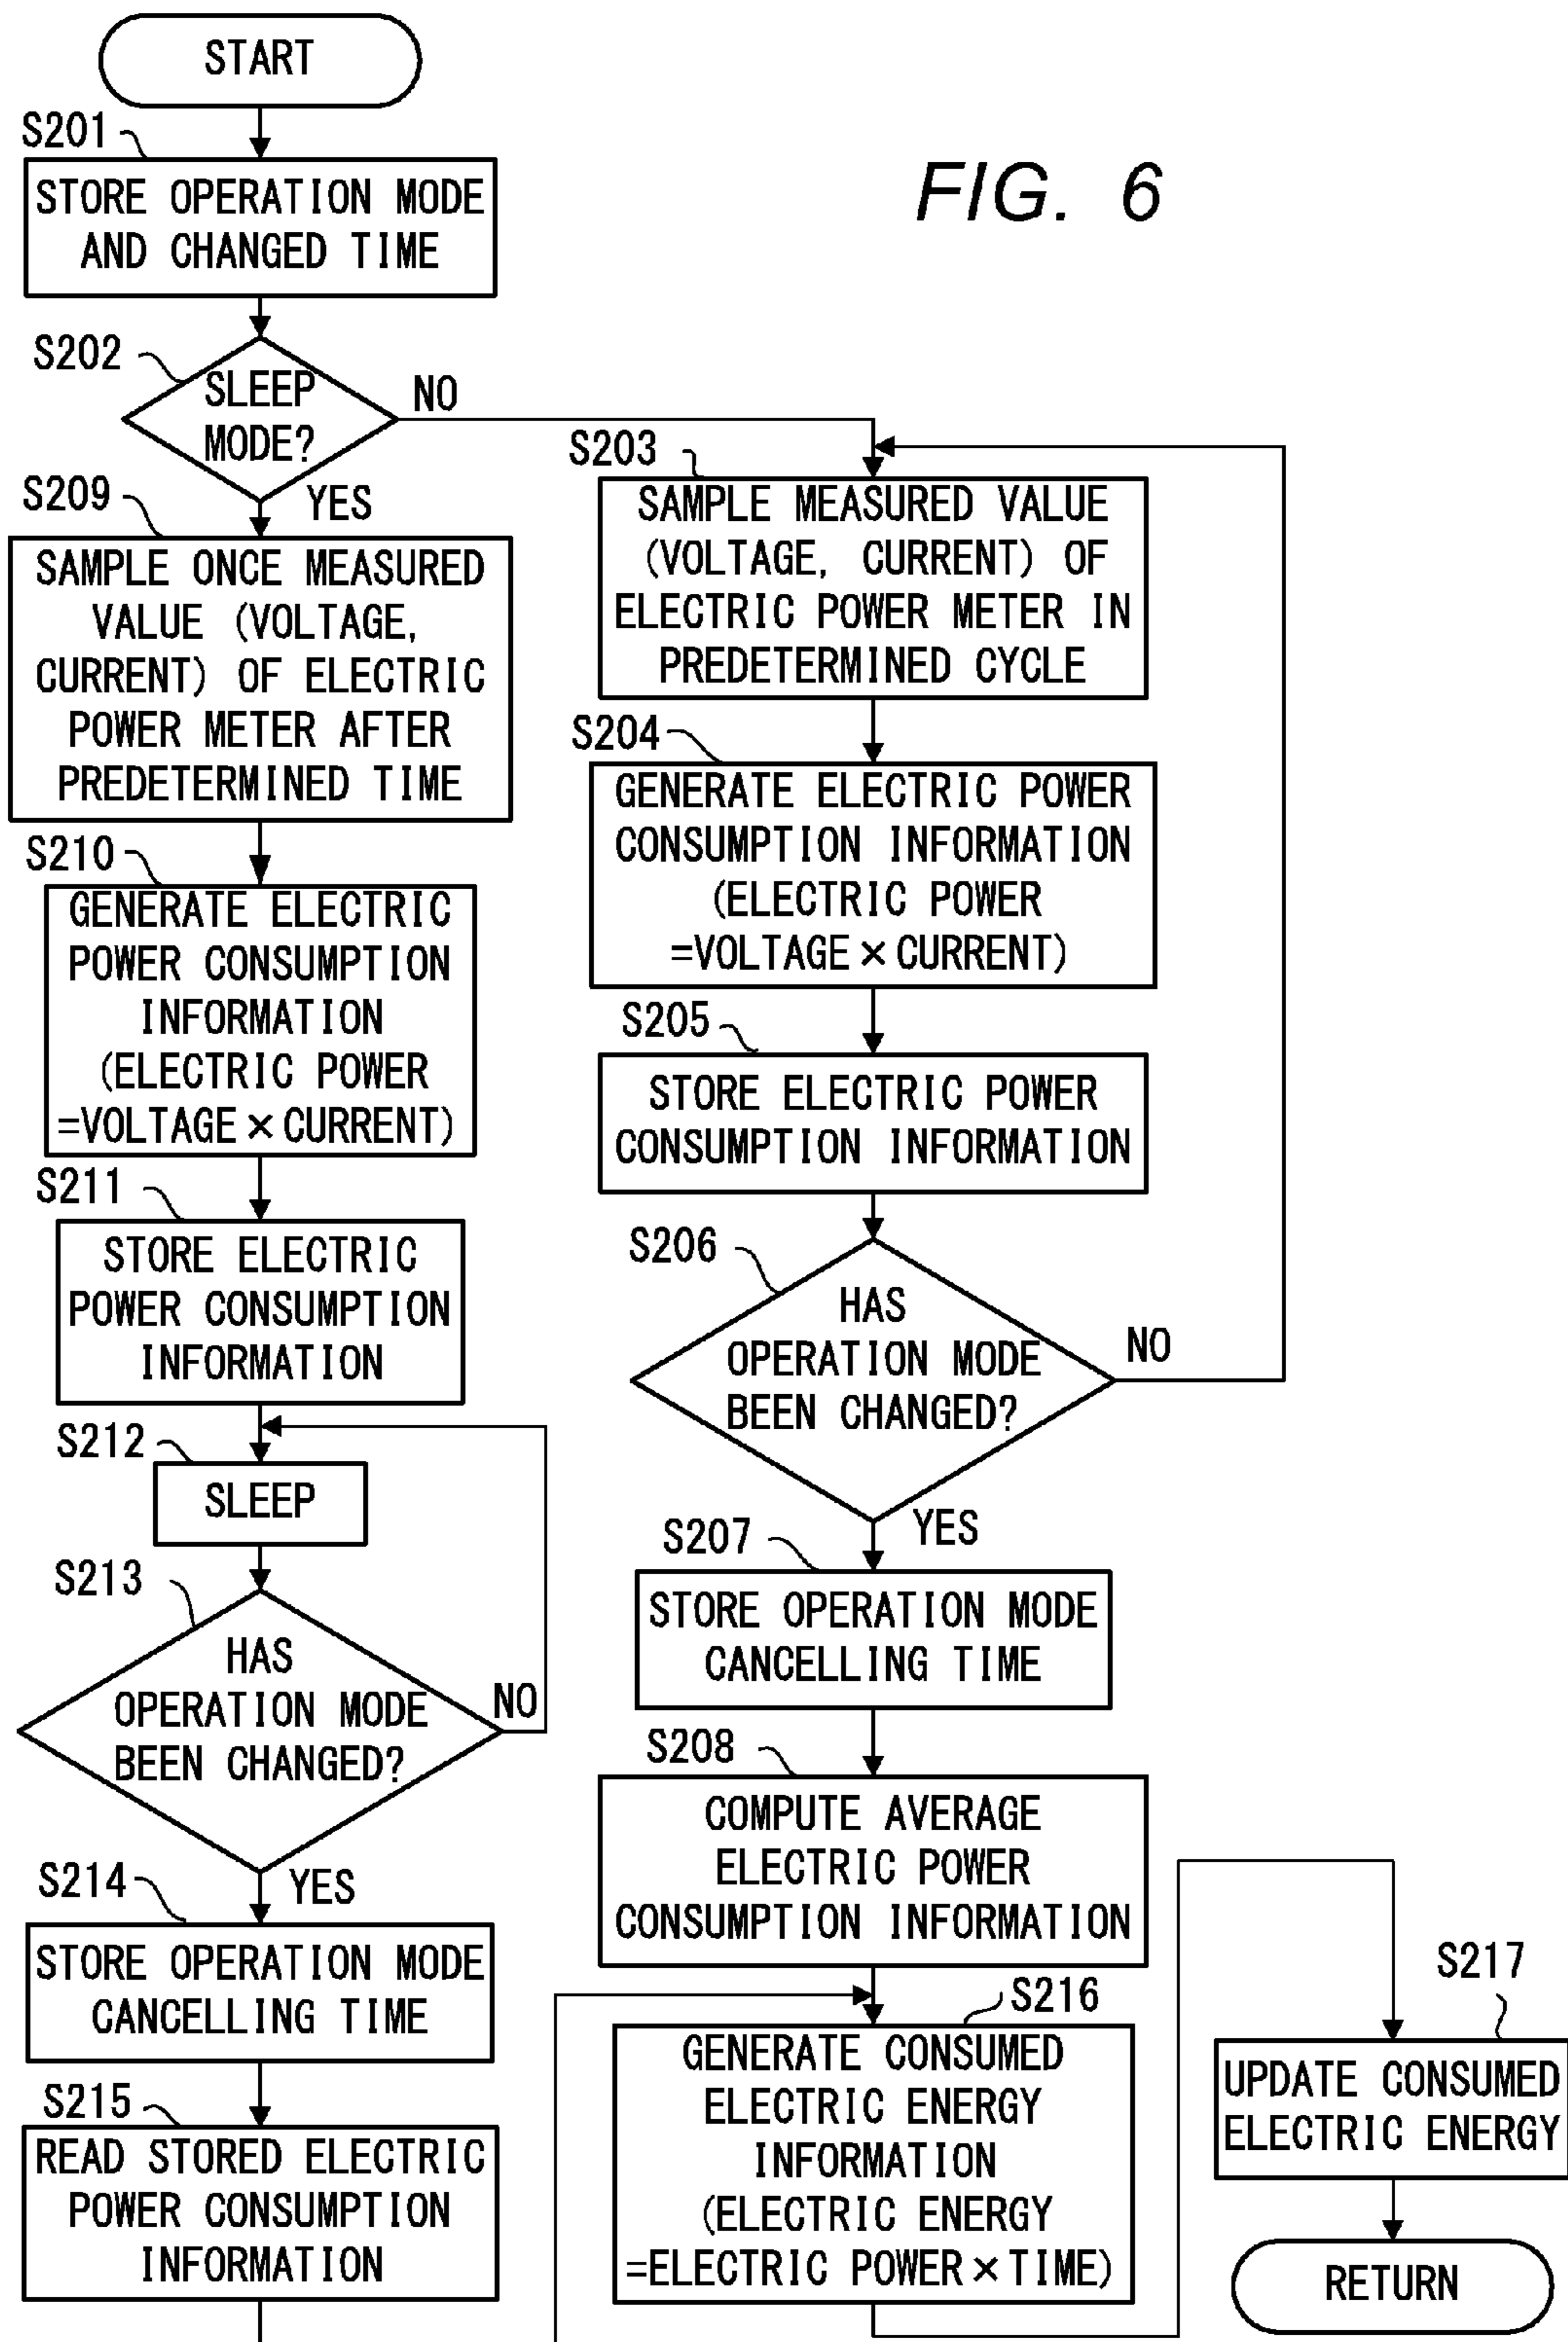 START
FIG. 6
S201
STORE OPERATION MODE
AND CHANGED TIME
S202
SLEEP
MODE?
NO
YES
S209
SAMPLE ONCE MEASURED
VALUE (VOLTAGE,
CURRENT) OF ELECTRIC
POWER METER AFTER
PREDETERMINED TIME
S210
GENERATE ELECTRIC
POWER CONSUMPTION
INFORMATION
(ELECTRIC POWER
=VOLTAGE×CURRENT)
S211
STORE ELECTRIC
POWER CONSUMPTION
INFORMATION
S212
SLEEP
S213
HAS
OPERATION MODE
BEEN CHANGED?
NO
YES
S214
STORE OPERATION MODE
CANCELLING TIME
S215
READ STORED ELECTRIC
POWER CONSUMPTION
INFORMATION
S203
SAMPLE MEASURED VALUE
(VOLTAGE, CURRENT) OF
ELECTRIC POWER METER IN
PREDETERMINED CYCLE
S204
GENERATE ELECTRIC POWER
CONSUMPTION INFORMATION
(ELECTRIC POWER
=VOLTAGE×CURRENT)
S205
STORE ELECTRIC POWER
CONSUMPTION INFORMATION
S206
HAS
OPERATION MODE
BEEN CHANGED?
NO
YES
S207
STORE OPERATION MODE
CANCELLING TIME
S208
COMPUTE AVERAGE
ELECTRIC POWER
CONSUMPTION INFORMATION
S216
GENERATE CONSUMED
ELECTRIC ENERGY
INFORMATION
(ELECTRIC ENERGY
=ELECTRIC POWER×TIME)
S217
UPDATE CONSUMED
ELECTRIC ENERGY
RETURN